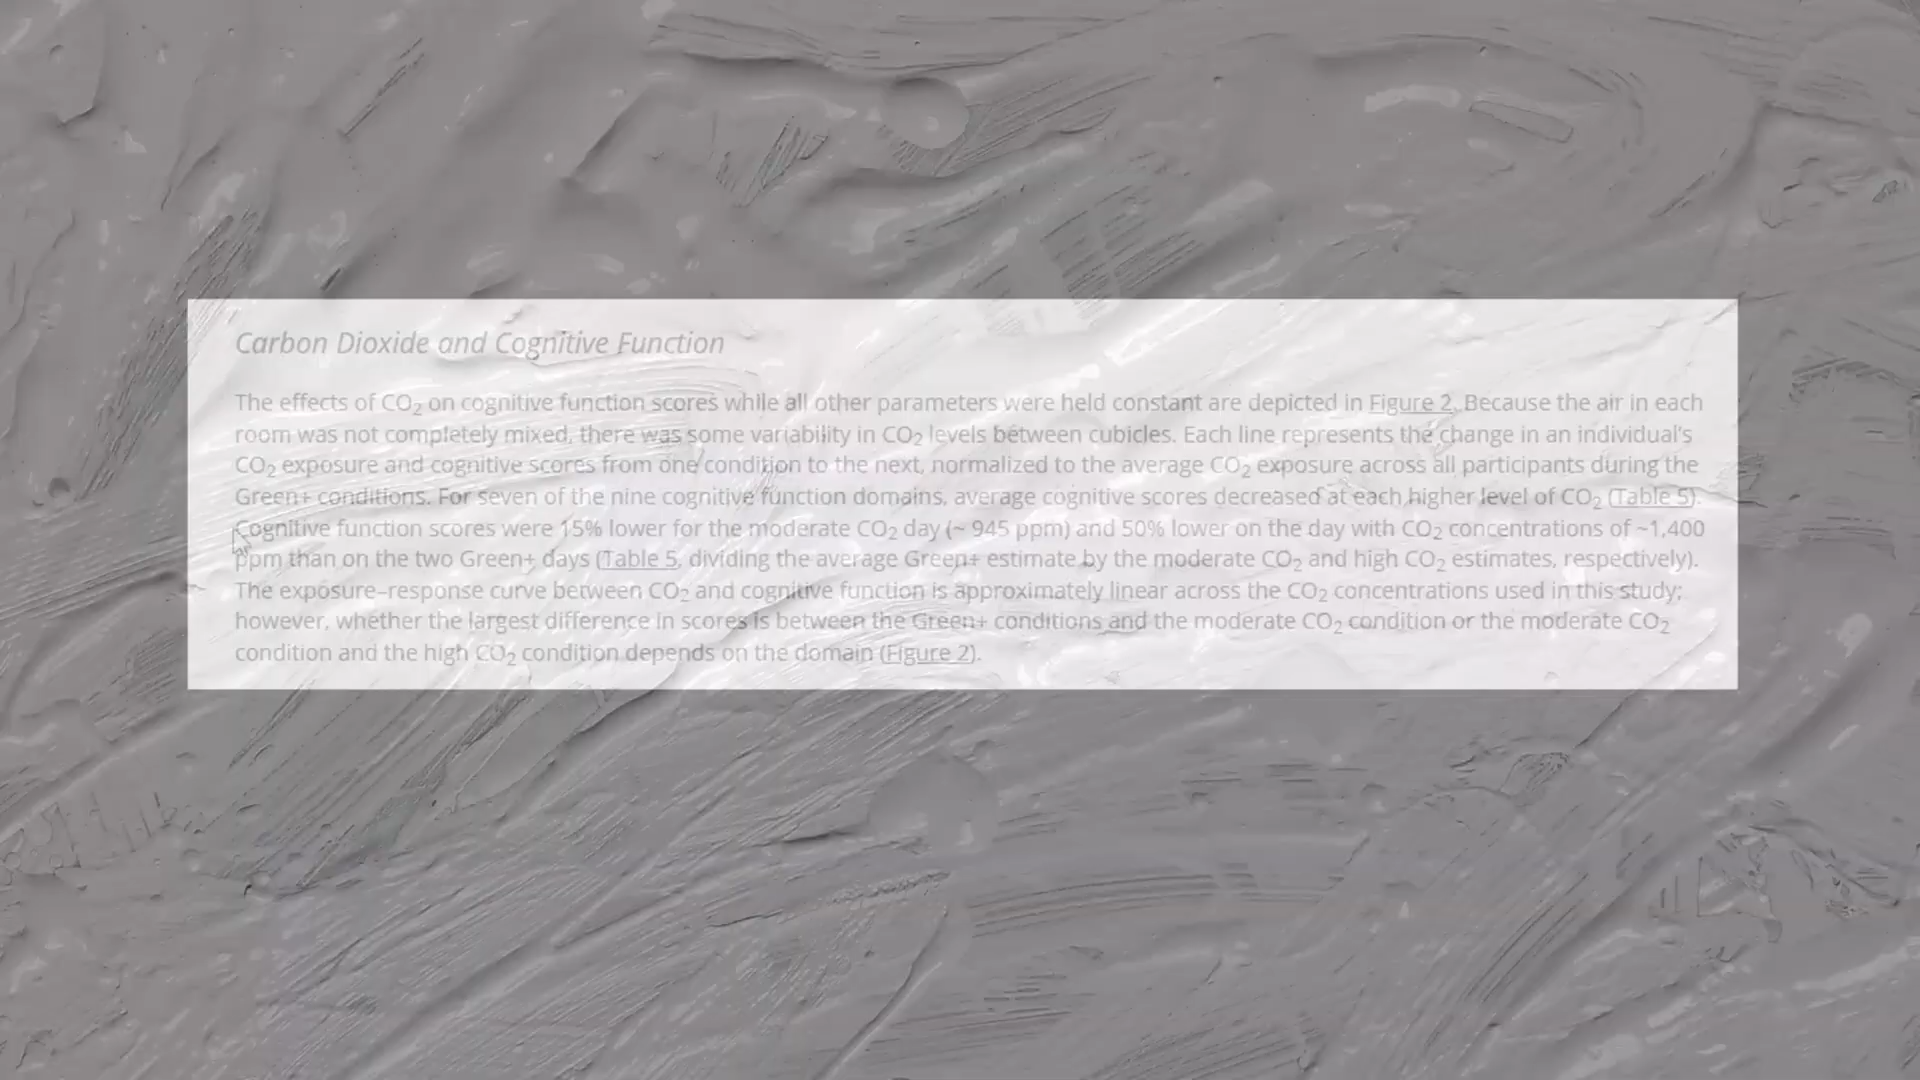 Carbon Dioxide and Cognitive Function
The effects of CO₂ on cognitive function scores while all other parameters were held constant are depicted in Figure 2. Because the air in each
room was not completely mixed, there was some variability in CO₂ levels between cubicles. Each line represents the change in an individual's
CO₂ exposure and cognitive scores from one condition to the next, normalized to the average CO₂ exposure across all participants during the
Green+ conditions. For seven of the nine cognitive function domains, average cognitive scores decreased at each higher level of CO₂ (Table 5).
Cognitive function scores were 15% lower for the moderate CO₂ day (~ 945 ppm) and 50% lower on the day with CO₂ concentrations of ~1,400
ppm than on the two Green+ days (Table 5, dividing the average Green+ estimate by the moderate CO₂ and high CO₂ estimates, respectively).
The exposure–response curve between CO₂ and cognitive function is approximately linear across the CO₂ concentrations used in this study;
however, whether the largest difference in scores is between the Green+ conditions and the moderate CO₂ condition or the moderate CO₂
condition and the high CO₂ condition depends on the domain (Figure 2).